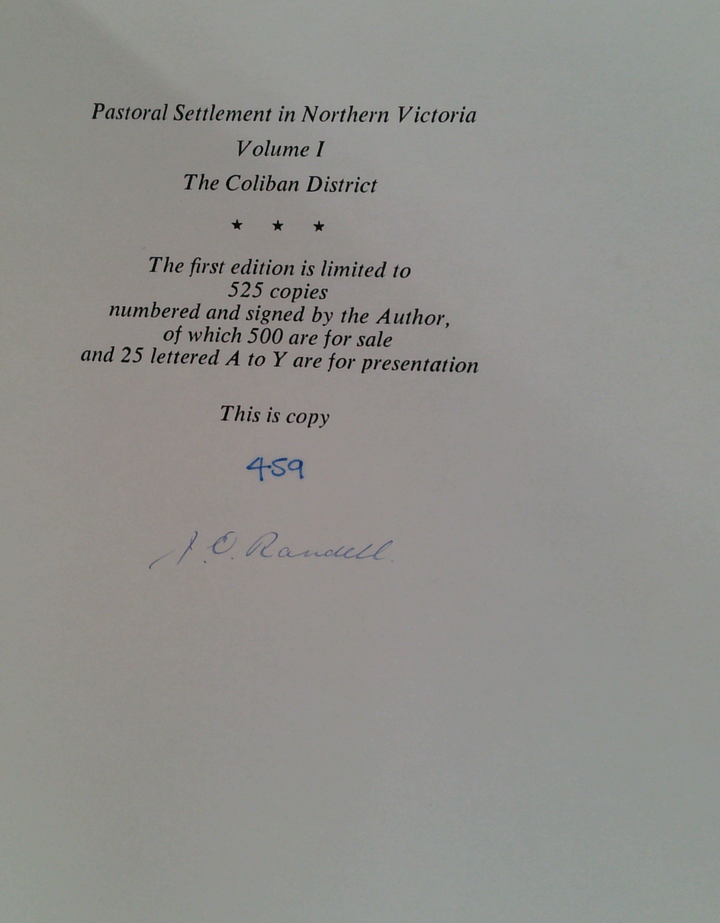 Pastoral Settlement in Northern Victoria
Volume I
The Coliban District
★ ★ ★
The first edition is limited to
525 copies
numbered and signed by the Author,
of which 500 are for sale
and 25 lettered A to Y are for presentation
This is copy
459
J. O. Randell.